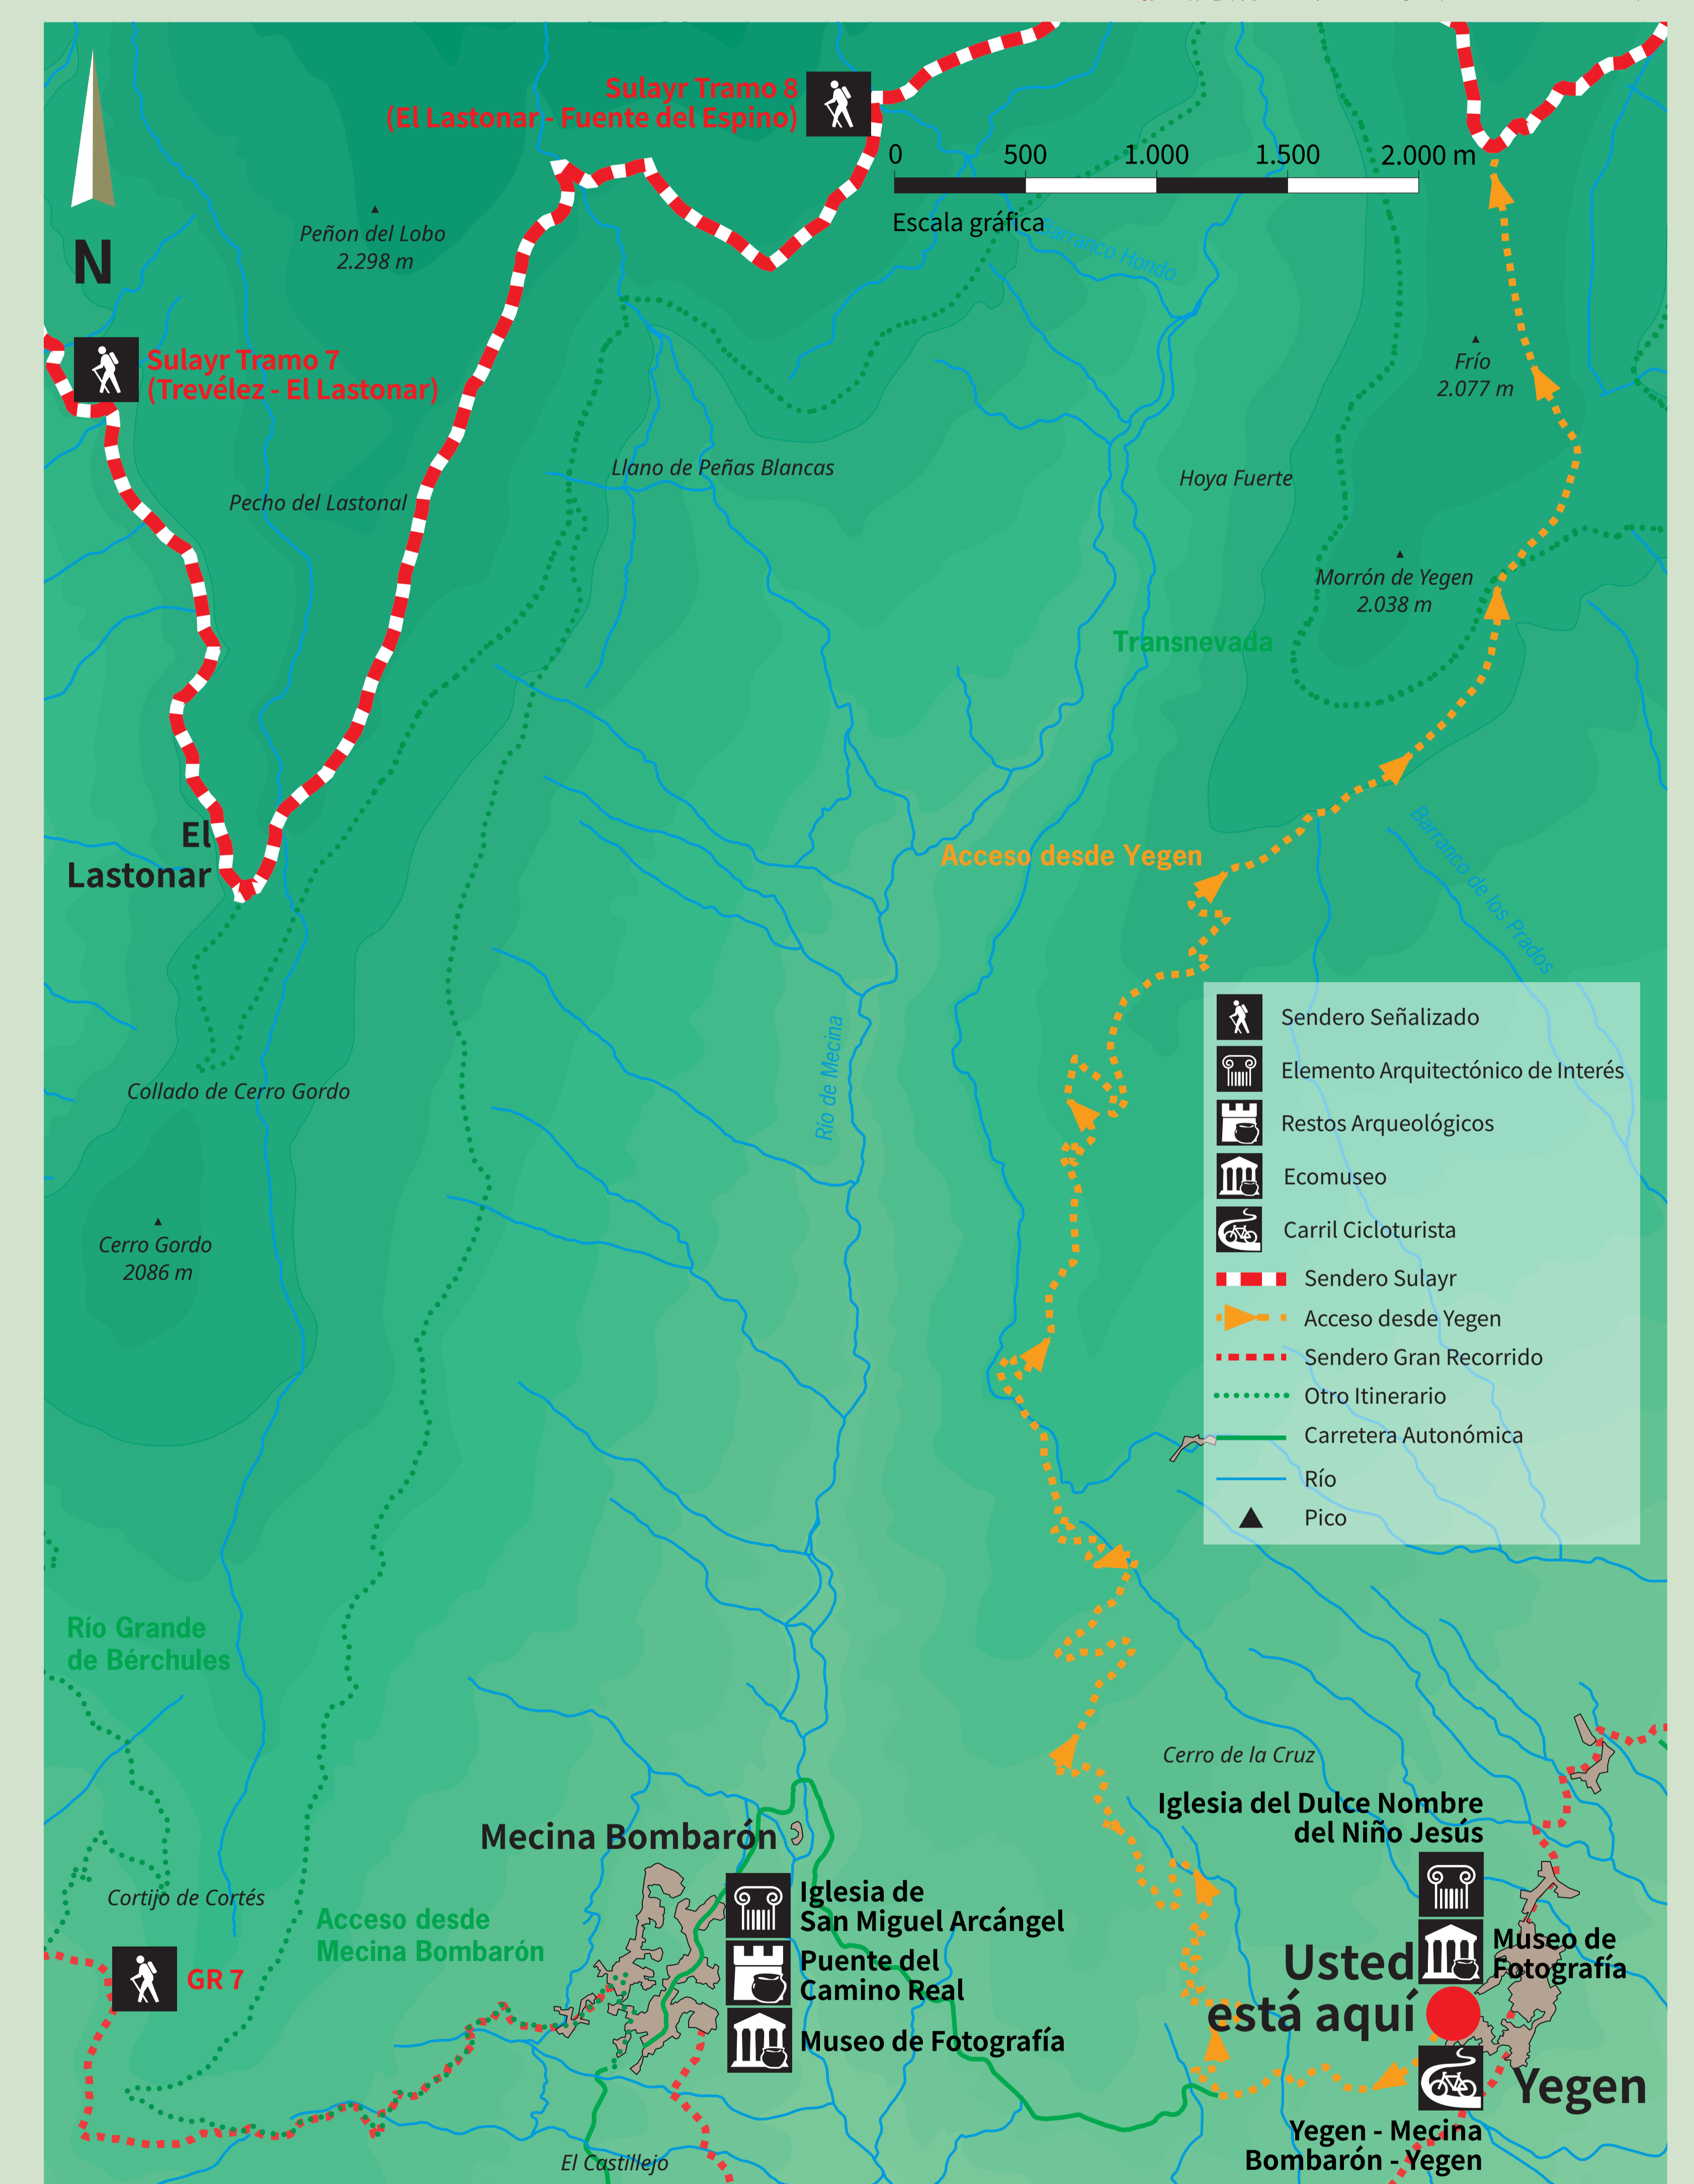 Sulayr Tramo 8
(El Lastonar - Fuente del Espino)
0 500 1.000 1.500 2.000 m
Escala gráfica
Barranco Hondo
N
Peñon del Lobo
2.298 m
Sulayr Tramo 7
(Trevélez - El Lastonar)
Frío
2.077 m
Llano de Peñas Blancas
Hoya Fuerte
Pecho del Lastonal
Morrón de Yegen
2.038 m
Transnevada
El
Lastonar
Acceso desde Yegen
Barranco de los Prados
Río de Mecina
Collado de Cerro Gordo
Cerro Gordo
2086 m
Sendero Señalizado
Elemento Arquitectónico de Interés
Restos Arqueológicos
Ecomuseo
Carril Cicloturista
Sendero Sulayr
Acceso desde Yegen
Sendero Gran Recorrido
Otro Itinerario
Carretera Autonómica
Río
Pico
Río Grande
de Bérchules
Cerro de la Cruz
Iglesia del Dulce Nombre
del Niño Jesús
Mecina Bombarón
Cortijo de Cortés
Iglesia de
San Miguel Arcángel
Acceso desde
Mecina Bombarón
Puente del
Camino Real
Museo de Fotografía
GR 7
Museo de
Fotografía
Usted
está aquí
Yegen
Yegen - Mecina
Bombarón - Yegen
El Castillejo